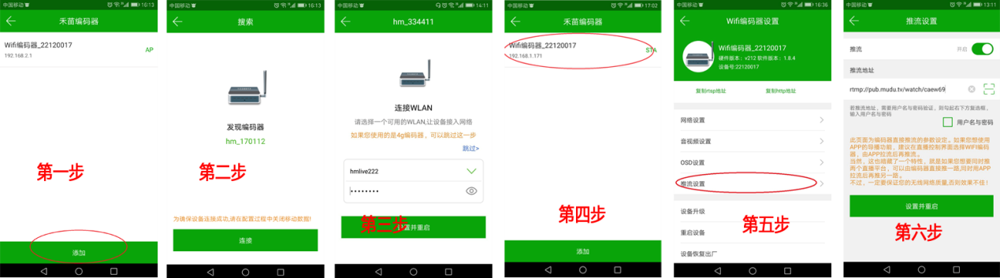 中国移动 16:13
禾苗编码器
Wifi编码器_22120017
AP
192.168.2.1
第一步
添加
中国移动 16:13
搜索
发现编码器
hm_170112
第二步
为确保设备连接成功,请在配置过程中关闭移动数据!
连接
中国移动 14:11
hm_334411
连接WLAN
请选择一个可用的WLAN,让设备接入网络
如果您使用的是4g编码器，可以跳过这一步
跳过>
hmlive222
••••••••
第三步
设置并重启
中国移动 17:02
禾苗编码器
Wifi编码器_22120017
STA
192.168.1.171
第四步
添加
中国移动 16:36
Wifi编码器设置
Wifi编码器_22120017
硬件版本：v212 软件版本：1.8.4
设备号:22120017
复制rtsp地址 复制http地址
网络设置
音视频设置
OSD设置
推流设置
设备升级
第五步
重启设备
设备恢复出厂
中国移动 13:11
推流设置
推流 开启
推流地址
rtmp://pub.mudu.tv/watch/caew69
若推流地址，需要用户名与密码验证，则勾起右下方复选框，
输入用户名与密码
用户名与密码
此页面为编码器直接推流的参数设定。如果您想使用
APP的导播功能，建议在直播控制界面选择WIFI编码
器，由APP拉流后再推流。
当然，这也暗藏了一个特性，就是如果您想要同时推
两个直播平台，可以由编码器直接推一路,同时用APP
拉流后再推另一路。
不过，一定要保证您的无线网络质量,否则效果不佳！
设置并重启
第六步